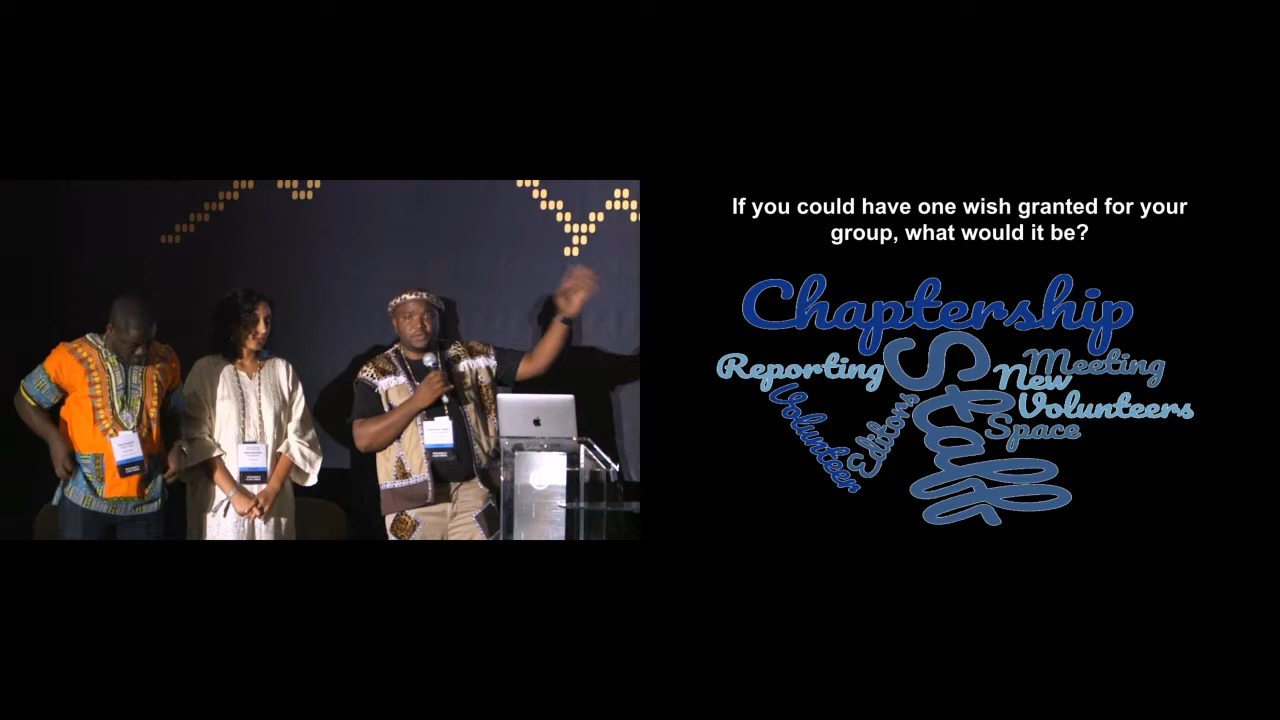 If you could have one wish granted for your
group, what would it be?
Chaptership
Reporting
Staff
Meeting
New
Volunteers
Space
Volunteer
Editors